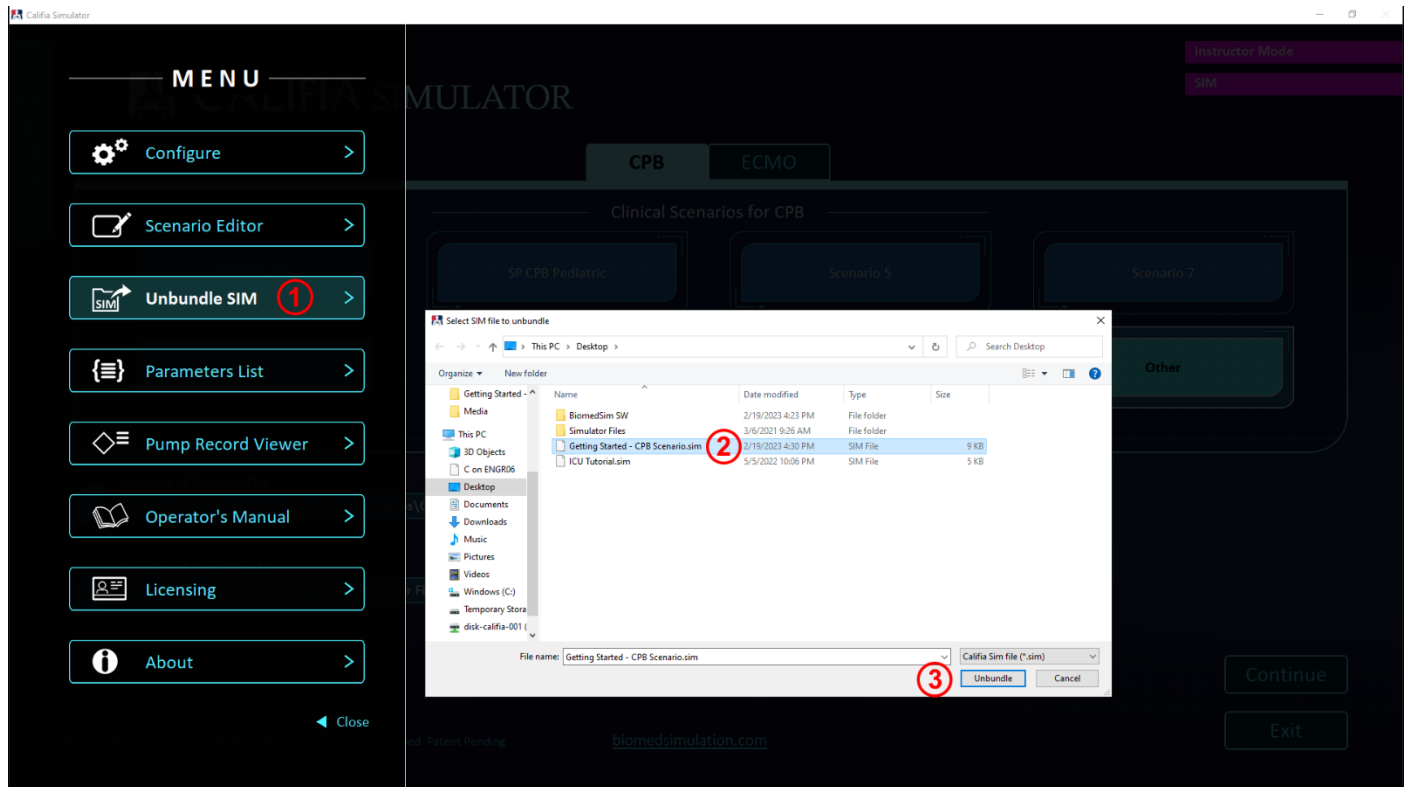 Califia Simulator
MENU
Configure
Scenario Editor
SIM
Unbundle SIM
1
Parameters List
Pump Record Viewer
Operator's Manual
Licensing
About
Close
CALIFIA SIMULATOR
Instructor Mode
SIM
CPB
ECMO
Clinical Scenarios for CPB
SP CPB Pediatric
Scenario 5
Scenario 7
Other
Select SIM file to unbundle
This PC > Desktop >
Search Desktop
Organize
New folder
Getting Started -
Media
This PC
3D Objects
C on ENGR06
Desktop
Documents
Downloads
Music
Pictures
Videos
Windows (C:)
Temporary Stora
disk-califia-001 (
Name Date modified Type Size
BiomedSim SW 2/19/2023 4:23 PM File folder
Simulator Files 3/6/2021 9:26 AM File folder
Getting Started - CPB Scenario.sim 2 2/19/2023 4:30 PM SIM File 9 KB
ICU Tutorial.sim 5/5/2022 10:06 PM SIM File 5 KB
File name: Getting Started - CPB Scenario.sim
Califia Sim file (*.sim)
3
Unbundle
Cancel
Continue
Exit
Patent Pending
biomedsimulation.com